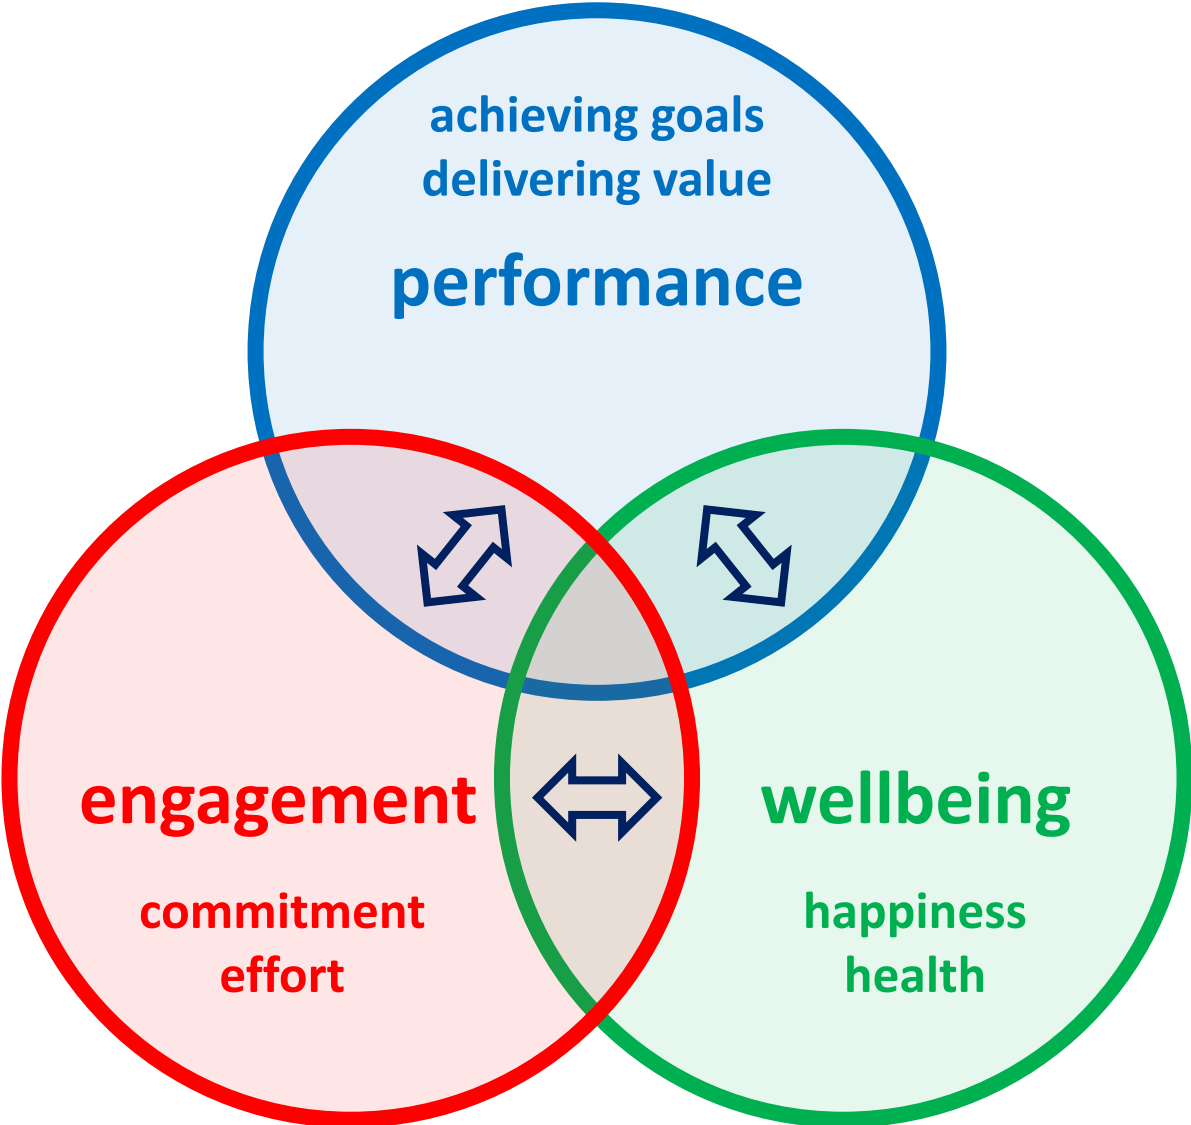 achieving goals
delivering value
performance
engagement
commitment
effort
wellbeing
happiness
health